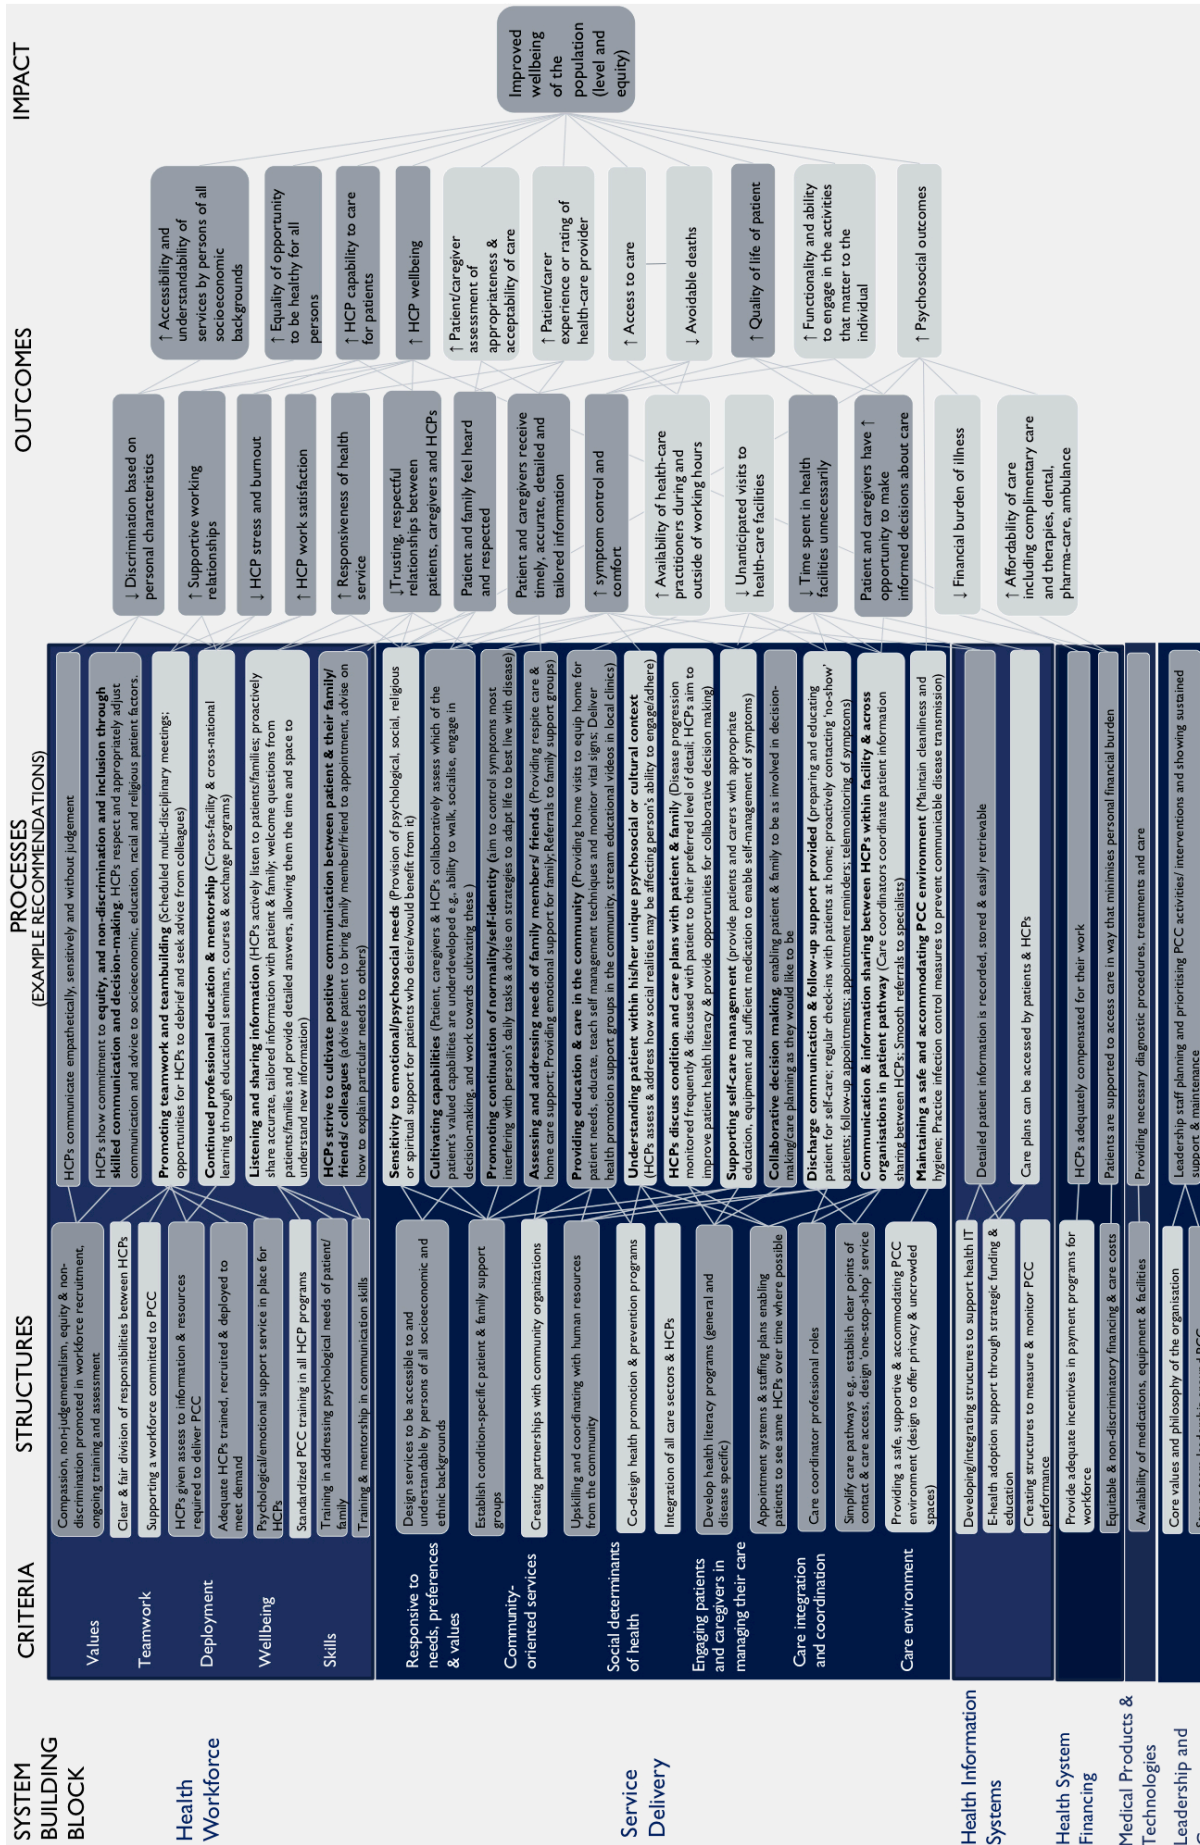 SYSTEM
BUILDING
BLOCK
CRITERIA
STRUCTURES
PROCESSES
(EXAMPLE RECOMMENDATIONS)
OUTCOMES
IMPACT
Health
Workforce
Values
Teamwork
Deployment
Wellbeing
Skills
Compassion, non-judgementalism, equity & non-
discrimination promoted in workforce recruitment,
ongoing training and assessment
Clear & fair division of responsibilities between HCPs
Supporting a workforce committed to PCC
HCPs given assess to information & resources
required to deliver PCC
Adequate HCPs trained, recruited & deployed to
meet demand
Psychological/emotional support service in place for
HCPs
Standardized PCC training in all HCP programs
Training in addressing psychological needs of patient/
family
Training & mentorship in communication skills
HCPs communicate empathetically, sensitively and without judgement
HCPs show commitment to equity, and non-discrimination and inclusion through
skilled communication and decision-making. HCPs respect and appropriately adjust
communication and advice to socioeconomic, education, racial and religious patient factors.
Promoting teamwork and teambuilding (Scheduled multi-disciplinary meetings;
opportunities for HCPs to debrief and seek advice from colleagues)
Continued professional education & mentorship (Cross-facility & cross-national
learning through educational seminars, courses & exchange programs)
Listening and sharing information (HCPs actively listen to patients/families; proactively
share accurate, tailored information with patient & family; welcome questions from
patients/families and provide detailed answers, allowing them the time and space to
understand new information)
HCPs strive to cultivate positive communication between patient & their family/
friends/ colleagues (advise patient to bring family member/friend to appointment, advise on
how to explain particular needs to others)
Service
Delivery
Responsive to
needs, preferences
& values
Community-
oriented services
Social determinants
of health
Engaging patients
and caregivers in
managing their care
Care integration
and coordination
Care environment
Design services to be accessible to and
understandable by persons of all socioeconomic and
ethnic backgrounds
Establish condition-specific patient & family support
groups
Creating partnerships with community organizations
Upskilling and coordinating with human resources
from the community
Co-design health promotion & prevention programs
Integration of all care sectors & HCPs
Develop health literacy programs (general and
disease specific)
Appointment systems & staffing plans enabling
patients to see same HCPs over time where possible
Care coordinator professional roles
Simplify care pathways e.g., establish clear points of
contact & care access, design 'one-stop-shop' service
Providing a safe, supportive & accommodating PCC
environment (design to offer privacy & uncrowded
spaces)
Sensitivity to emotional/psychosocial needs (Provision of psychological, social, religious
or spiritual support for patients who desire/would benefit from it)
Cultivating capabilities (Patient, caregivers & HCPs collaboratively assess which of the
patient's valued capabilities are underdeveloped e.g., ability to walk, socialise, engage in
decision-making, and work towards cultivating these )
Promoting continuation of normality/self-identity (aim to control symptoms most
interfering with person's daily tasks & advise on strategies to adapt life to best live with disease)
Assessing and addressing needs of family members/ friends (Providing respite care &
home care support; Providing emotional support for family; Referrals to family support groups)
Providing education & care in the community (Providing home visits to equip home for
patient needs, educate, teach self management techniques and monitor vital signs; Deliver
health promotion support groups in the community, stream educational videos in local clinics)
Understanding patient within his/her unique psychosocial or cultural context
(HCPs assess & address how social realities may be affecting person's ability to engage/adhere)
HCPs discuss condition and care plans with patient & family (Disease progression
monitored frequently & discussed with patient to their preferred level of detail; HCPs aim to
improve patient health literacy & provide opportunities for collaborative decision making)
Supporting self-care management (provide patients and carers with appropriate
education, equipment and sufficient medication to enable self-management of symptoms)
Collaborative decision making, enabling patient & family to be as involved in decision-
making/care planning as they would like to be
Discharge communication & follow-up support provided (preparing and educating
patient for self-care; regular check-ins with patients at home; proactively contacting 'no-show'
patients; follow-up appointments; appointment reminders; telemonitoring of symptoms)
Communication & information sharing between HCPs within facility & across
organisations in patient pathway (Care coordinators coordinate patient information
sharing between HCPs; Smooth referrals to specialists)
Maintaining a safe and accommodating PCC environment (Maintain cleanliness and
hygiene; Practice infection control measures to prevent communicable disease transmission)
Health Information
Systems
Developing/integrating structures to support health IT
E-health adoption support through strategic funding &
education
Creating structures to measure & monitor PCC
performance
Detailed patient information is recorded, stored & easily retrievable
Care plans can be accessed by patients & HCPs
Health System
Financing
Provide adequate incentives in payment programs for
workforce
Equitable & non-discriminatory financing & care costs
HCPs adequately compensated for their work
Patients are supported to access care in way that minimises personal financial burden
Medical Products &
Technologies
Availability of medications, equipment & facilities
Providing necessary diagnostic procedures, treatments and care
Leadership and
Core values and philosophy of the organisation
Leadership staff planning and prioritising PCC activities/ interventions and showing sustained
support & maintenance
↓ Discrimination based on
personal characteristics
↑ Supportive working
relationships
↓ HCP stress and burnout
↑ HCP work satisfaction
↑ Responsiveness of health
service
↓Trusting, respectful
relationships between
patients, caregivers and HCPs
Patient and family feel heard
and respected
Patient and caregivers receive
timely, accurate, detailed and
tailored information
↑ symptom control and
comfort
↑ Availability of health-care
practitioners during and
outside of working hours
↓ Unanticipated visits to
health-care facilities
↓ Time spent in health
facilities unnecessarily
Patient and caregivers have ↑
opportunity to make
informed decisions about care
↓ Financial burden of illness
↑ Affordability of care
including complimentary care
and therapies, dental,
pharma-care, ambulance
↑ Accessibility and
understandability of
services by persons of all
socioeconomic
backgrounds
↑ Equality of opportunity
to be healthy for all
persons
↑ HCP capability to care
for patients
↑ HCP wellbeing
↑ Patient/caregiver
assessment of
appropriateness &
acceptability of care
↑ Patient/carer
experience or rating of
health-care provider
↑ Access to care
↓ Avoidable deaths
↑ Quality of life of patient
↑ Functionality and ability
to engage in the activities
that matter to the
individual
↑ Psychosocial outcomes
Improved
wellbeing
of the
population
(level and
equity)